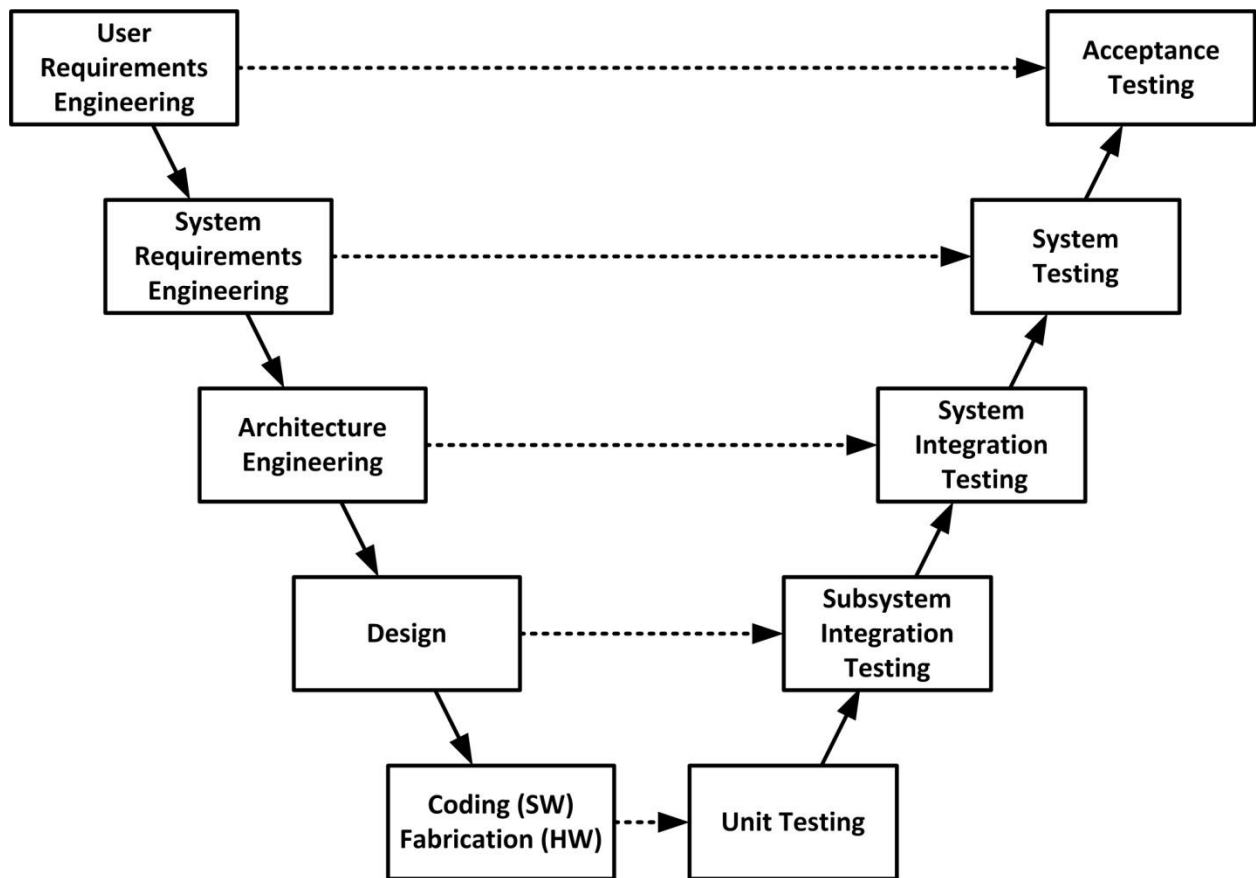 User
Requirements
Engineering
Acceptance
Testing
System
Requirements
Engineering
System
Testing
Architecture
Engineering
System
Integration
Testing
Design
Subsystem
Integration
Testing
Coding (SW)
Fabrication (HW)
Unit Testing